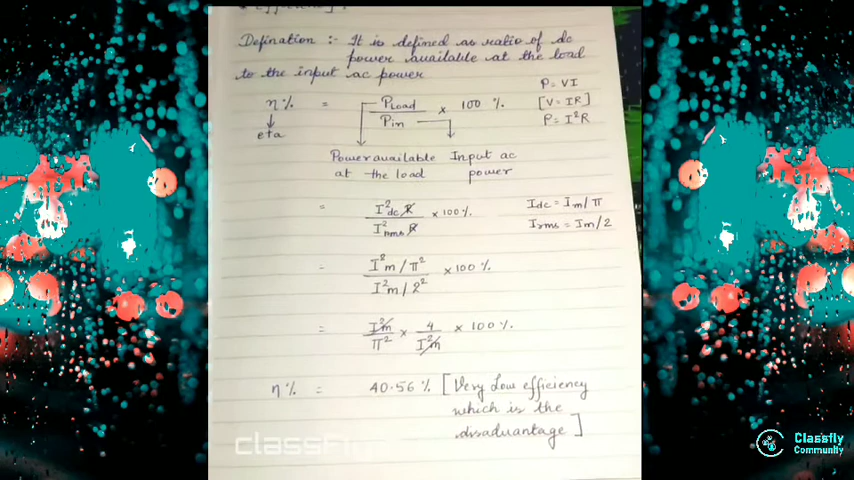 [Efficiency] :
Defination :- It is defined as ratio of dc
power available at the load
to the input ac power
η% = PLoad / Pin × 100 %.
P = VI
[V = IR]
P = I²R
eta
Power available Input ac
at the load power
= I²dc R / I²rms R × 100%.
Idc = Im/π
Irms = Im/2
= I²m/π² / I²m/2² × 100 %.
= I²m / π² × 4 / I²m × 100 %.
η% = 40.56 % [Very Low efficiency
which is the
disaduantage]
classfly
Classfly
Community